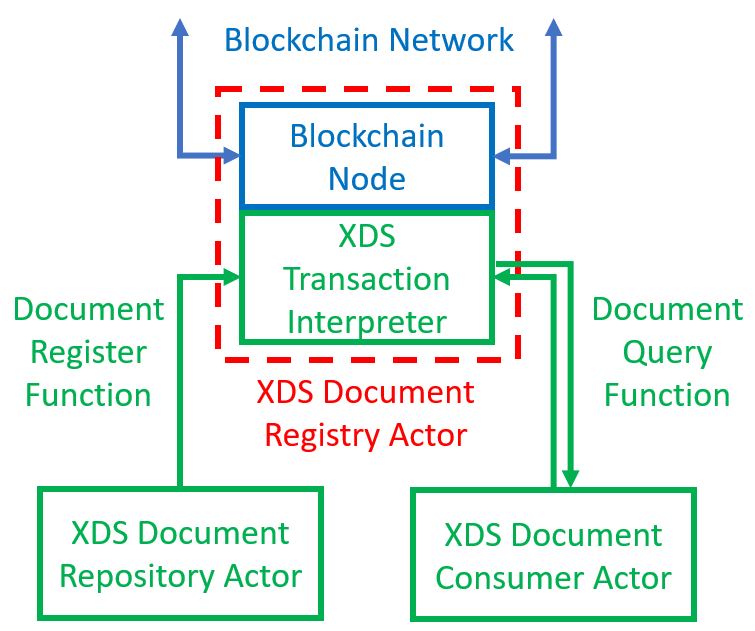 Blockchain Network
Blockchain
Node
XDS
Transaction
Interpreter
Document
Register
Function
Document
Query
Function
XDS Document
Registry Actor
XDS Document
Repository Actor
XDS Document
Consumer Actor